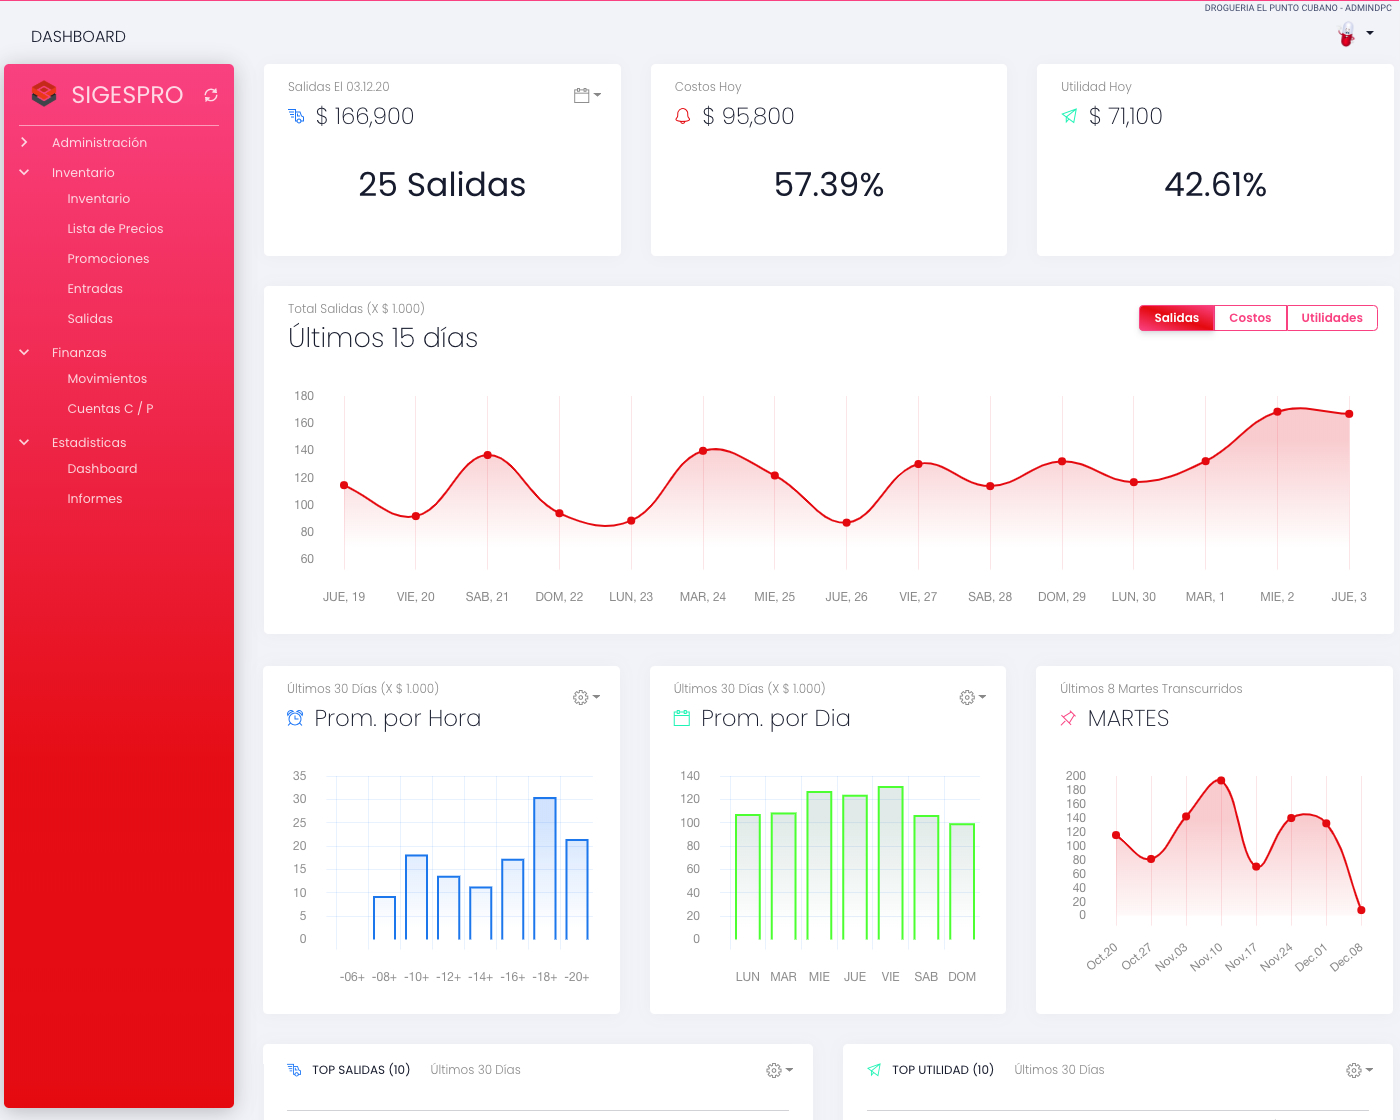 DROGUERIA EL PUNTO CUBANO - ADMINDPC
DASHBOARD
SIGESPRO
Administración
Inventario
Inventario
Lista de Precios
Promociones
Entradas
Salidas
Finanzas
Movimientos
Cuentas C / P
Estadisticas
Dashboard
Informes
Salidas El 03.12.20
$ 166,900
25 Salidas
Costos Hoy
$ 95,800
57.39%
Utilidad Hoy
$ 71,100
42.61%
Total Salidas (X $ 1.000)
Últimos 15 días
Salidas Costos Utilidades
180
160
140
120
100
80
60
JUE, 19 VIE, 20 SAB, 21 DOM, 22 LUN, 23 MAR, 24 MIE, 25 JUE, 26 VIE, 27 SAB, 28 DOM, 29 LUN, 30 MAR, 1 MIE, 2 JUE, 3
Últimos 30 Días (X $ 1.000)
Prom. por Hora
35
30
25
20
15
10
5
0
-06+ -08+ -10+ -12+ -14+ -16+ -18+ -20+
Últimos 30 Días (X $ 1.000)
Prom. por Dia
140
120
100
80
60
40
20
0
LUN MAR MIE JUE VIE SAB DOM
Últimos 8 Martes Transcurridos
MARTES
200
180
160
140
120
100
80
60
40
20
0
Oct.20 Oct.27 Nov.03 Nov.10 Nov.17 Nov.24 Dec.01 Dec.08
TOP SALIDAS (10) Últimos 30 Días
TOP UTILIDAD (10) Últimos 30 Días